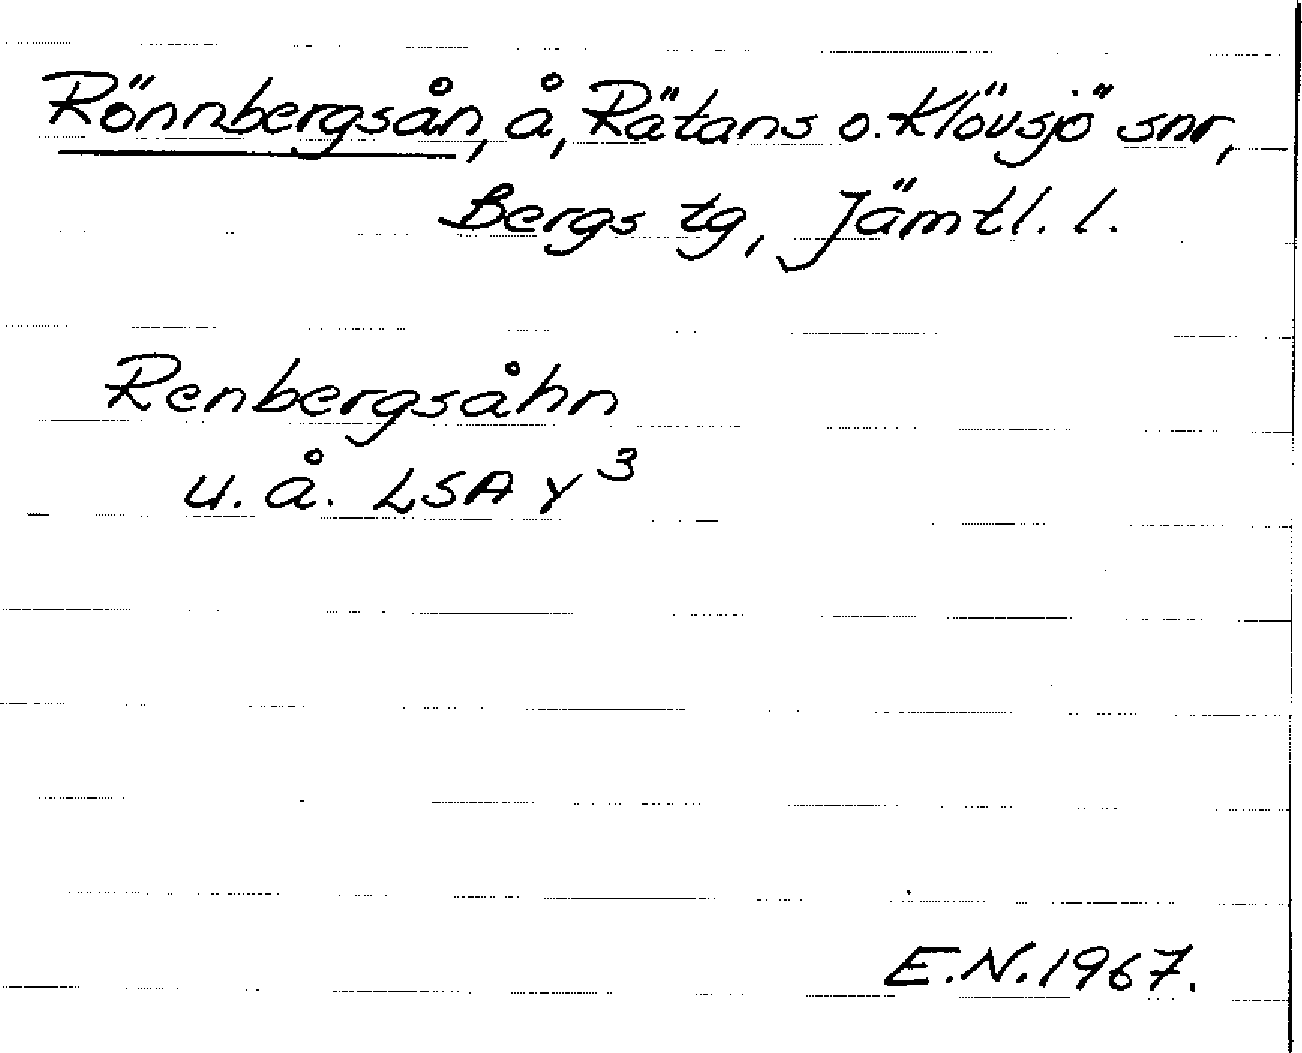 Rönnbergsån, å, Rätans o. Klövsjö snr,
Bergs tg, Jämtl. l.
Renbergsåhn
u. å. LSA Y³
E.N. 1967.